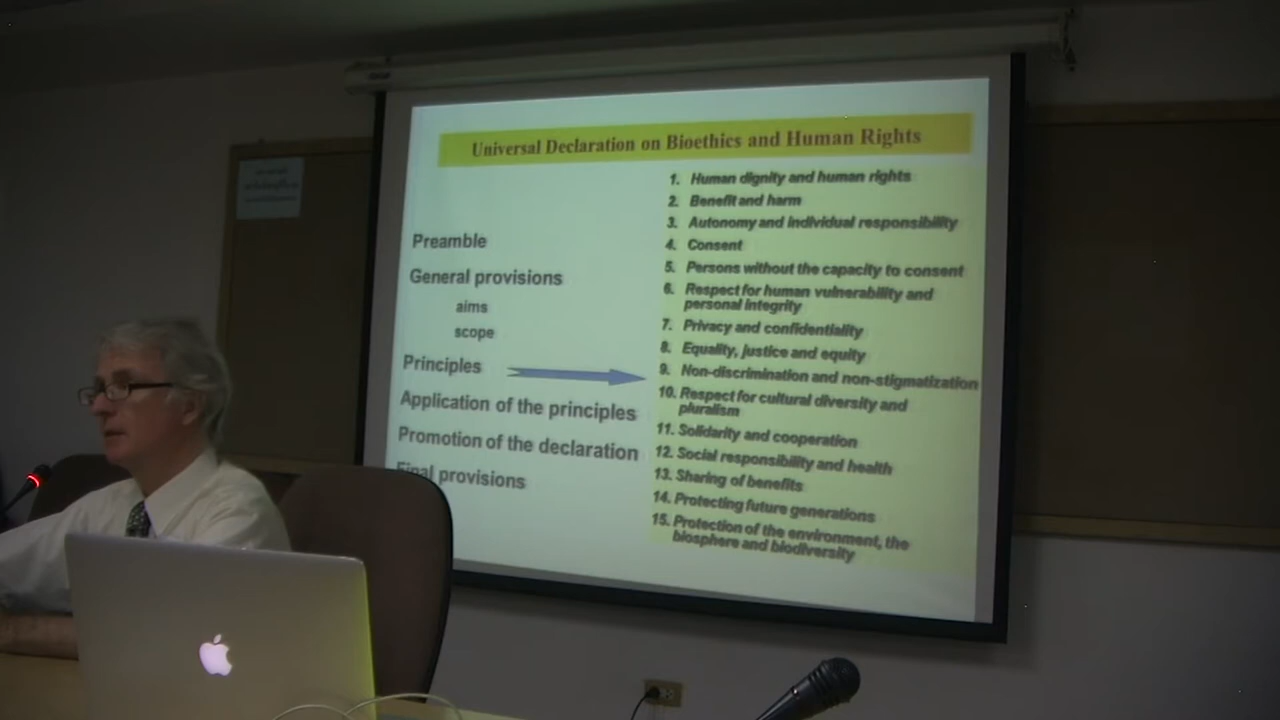 Universal Declaration on Bioethics and Human Rights
Preamble
General provisions
aims
scope
Principles
Application of the principles
Promotion of the declaration
Final provisions
1. Human dignity and human rights
2. Benefit and harm
3. Autonomy and individual responsibility
4. Consent
5. Persons without the capacity to consent
6. Respect for human vulnerability and
personal integrity
7. Privacy and confidentiality
8. Equality, justice and equity
9. Non-discrimination and non-stigmatization
10. Respect for cultural diversity and
pluralism
11. Solidarity and cooperation
12. Social responsibility and health
13. Sharing of benefits
14. Protecting future generations
15. Protection of the environment, the
biosphere and biodiversity